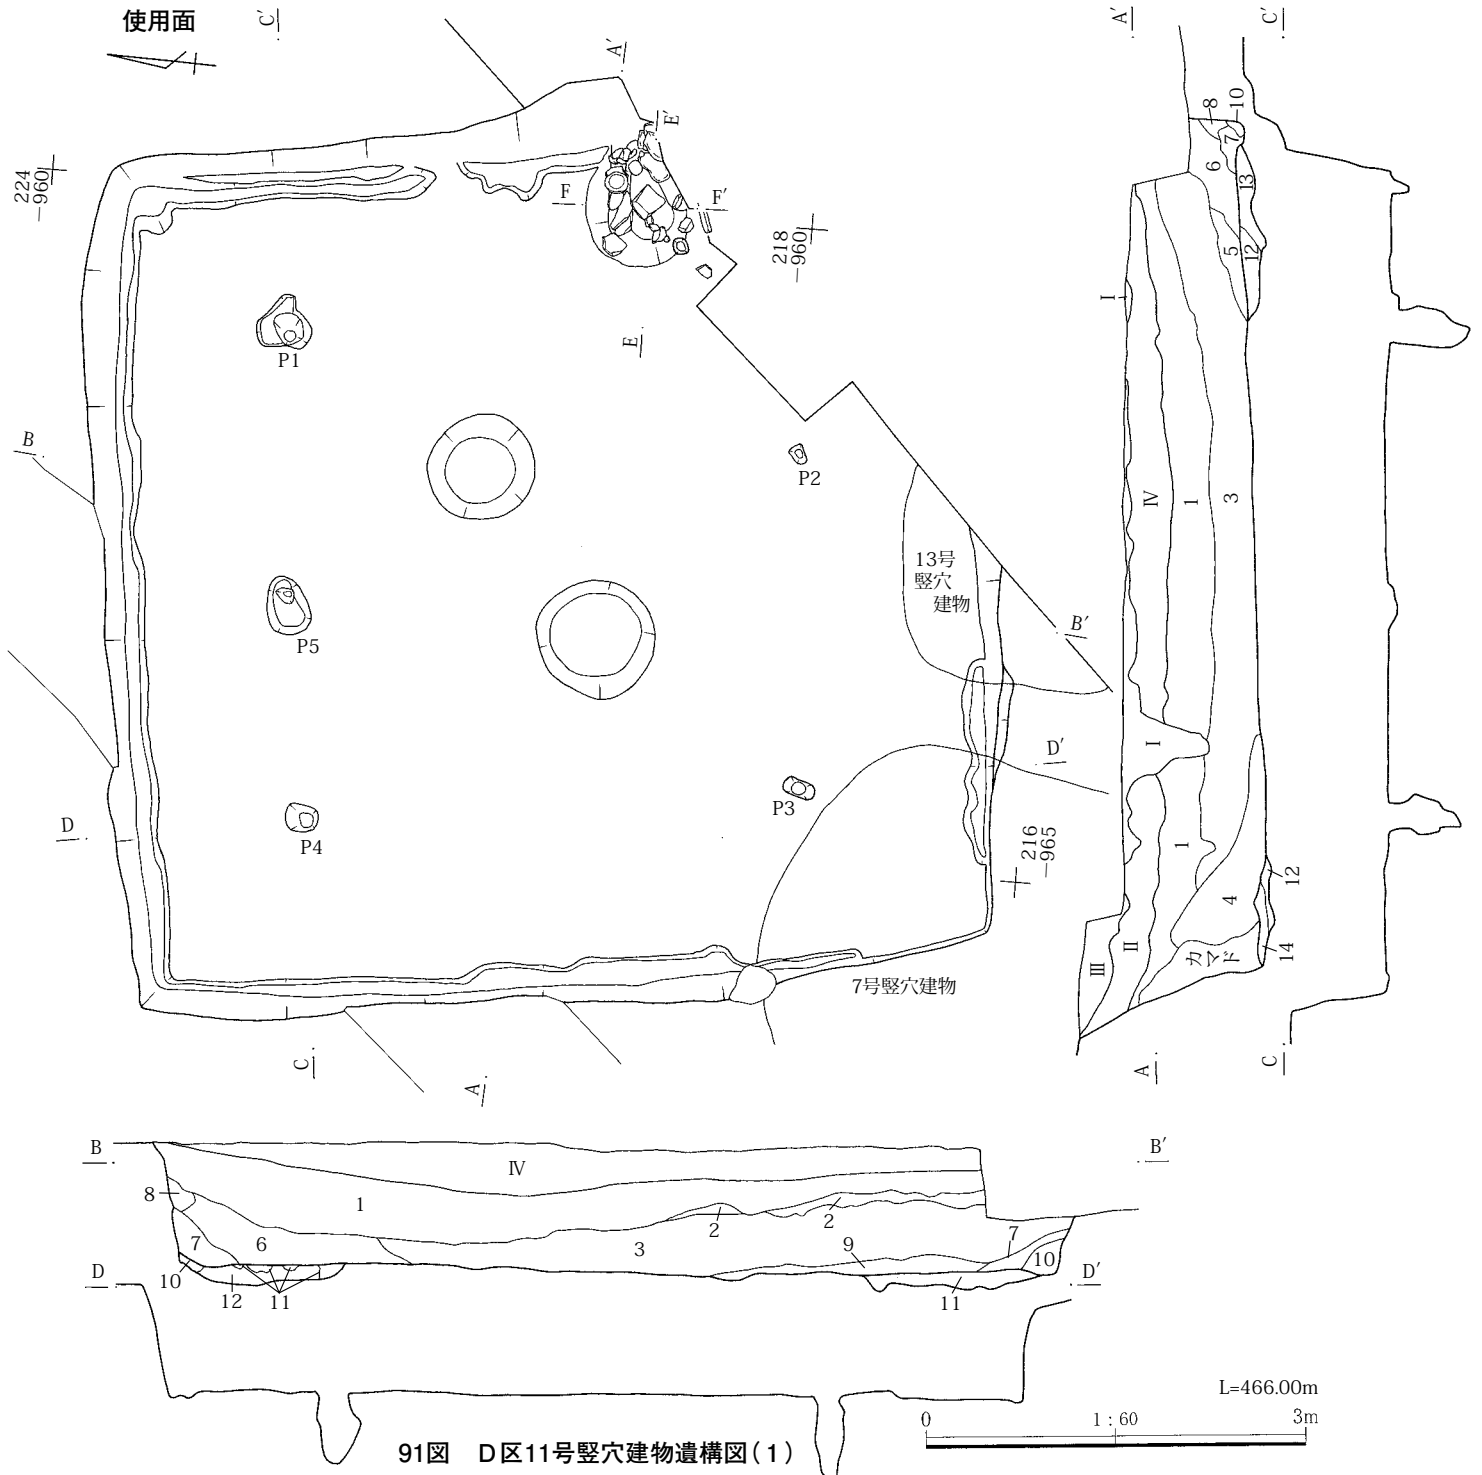 使用面
C′
A′
E′
F
F′
224
−960
218
−960
P1
E
P2
B
13号
竪穴
建物
B′
P5
D′
P3
D
P4
216
−965
7号竪穴建物
C
A
A′
C′
8
10
7
6
13
5
12
I
Ⅳ
1
3
I
1
4
12
Ⅱ
Ⅲ
カマド
14
A
C
B
B′
Ⅳ
8
1
2
2
7
6
3
9
7
10
10
12
11
11
D
D′
L=466.00m
0
1:60
3m
91図 D区11号竪穴建物遺構図(1)